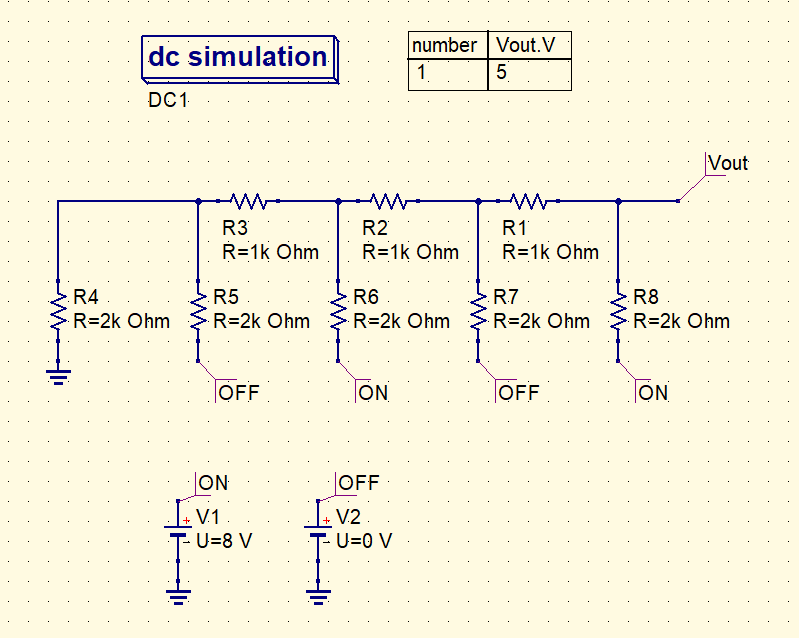 dc simulation
DC1
number Vout.V
1 5
Vout
R3
R=1k Ohm
R2
R=1k Ohm
R1
R=1k Ohm
R4
R=2k Ohm
R5
R=2k Ohm
R6
R=2k Ohm
R7
R=2k Ohm
R8
R=2k Ohm
OFF
ON
OFF
ON
ON
V1
U=8 V
OFF
V2
U=0 V